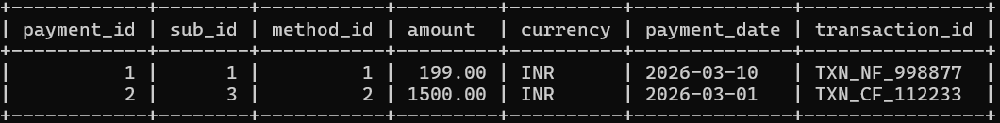 +------------+--------+-----------+---------+----------+--------------+----------------+
| payment_id | sub_id | method_id | amount  | currency | payment_date | transaction_id |
+------------+--------+-----------+---------+----------+--------------+----------------+
|          1 |      1 |         1 |  199.00 | INR      | 2026-03-10   | TXN_NF_998877  |
|          2 |      3 |         2 | 1500.00 | INR      | 2026-03-01   | TXN_CF_112233  |
+------------+--------+-----------+---------+----------+--------------+----------------+